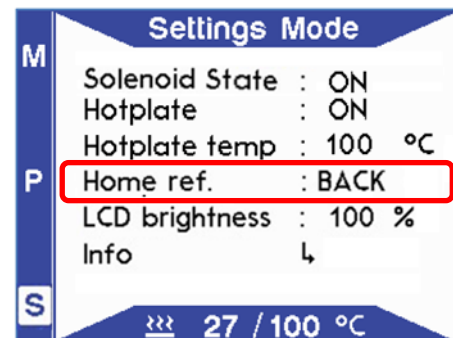 Settings Mode
M
Solenoid State : ON
Hotplate : ON
Hotplate temp : 100 °C
P
Home ref. : BACK
LCD brightness : 100 %
Info ↳
S
27 / 100 °C